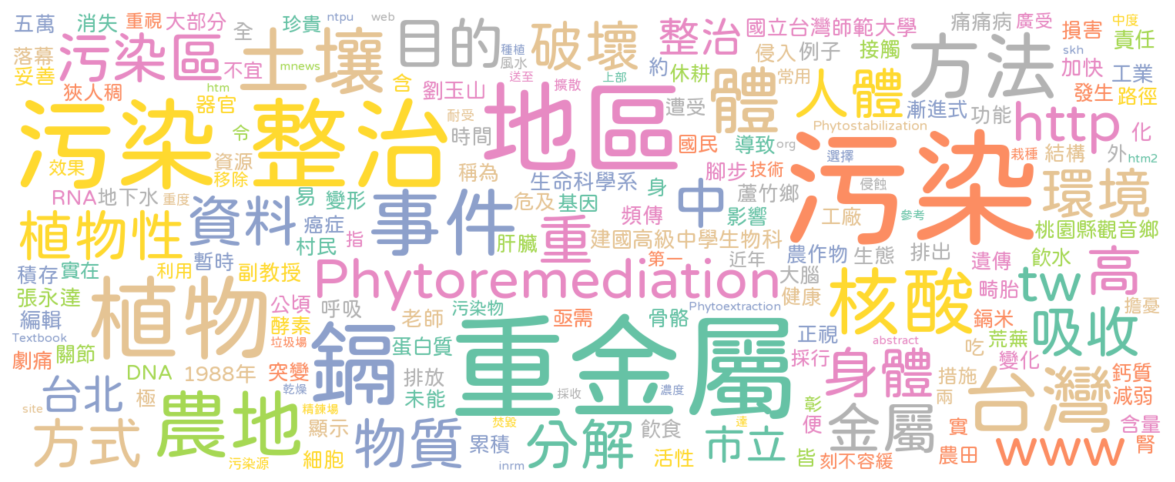 五萬 消失 重視 大部分 全 珍貴 ntpu web 目的 種植 破壞 整治 國立台灣師範大學 痛痛病 廣受 損害 中度
落幕 污染區 土壤 mnews 風水 送至 上部 侵入 例子 接觸 方法 skh 責任
妥善 不宜 htm 含 劉玉山 擴散 約 休耕 體 常用 人體 加快 工業
狹人稠 器官 耐受 遭受 漸進式 功能 發生 路徑
污染 整治 令 時間 地區 國民 導致 org Phytostabilization http 化
效果 資源 移除 稱為 腳步 技術 選擇 污染 栽種 結構 外 htm2
RNA 地下水 重度 易 變形 生命科學系 身 蘆竹鄉 侵蝕 環境
植物性 資料 癌症 事件 危及 基因 頻傳 中 影響 工廠 參考 桃園縣觀音鄉
村民 指 肝臟 重 建國高級中學生物科 農作物 生態 排出 遺傳 飲水
積存 實在 利用 暫時 副教授 Phytoremediation 第一 近年 大腦 畸胎 tw 高
張永達 植物 公頃 呼吸 污染物 Phytoextraction 健康 核酸 鎘米 擔憂
編輯 酵素 老師 亟需 骨骼 正視 荒蕪 吸收
Textbook 關節 垃圾場 鎘 蛋白質 重金屬 採行 abstract 吃 變化
劇痛 DNA 1988年 突變 排放 身體 措施 鈣質
site 台北 極 乾燥 未能 採收 濃度 彰 兩 台灣 減弱
農地 精鍊場 顯示 焚毀 達 便 金屬 實 含量
方式 污染源 細胞 物質 累積 inrm 分解 飲食 活性 市立 皆 刻不容緩 農田 www 腎